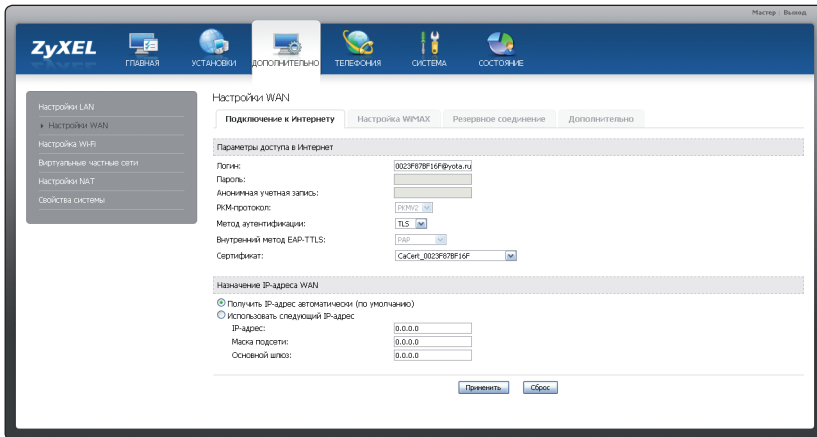 Мастер | Выход
ZyXEL
ГЛАВНАЯ
УСТАНОВКИ
ДОПОЛНИТЕЛЬНО
ТЕЛЕФОНИЯ
СИСТЕМА
СОСТОЯНИЕ
Настройки LAN
Настройки WAN
Настройка Wi-Fi
Виртуальные частные сети
Настройки NAT
Свойства системы
Настройки WAN
Подключение к Интернету Настройка WiMAX Резервное соединение Дополнительно
Параметры доступа в Интернет
Логин: 0023F87BF16F@yota.ru
Пароль:
Анонимная учетная запись:
PKM-протокол: PKMV2
Метод аутентификации: TLS
Внутренний метод EAP-TTLS: PAP
Сертификат: CaCert_0023F87BF16F
Назначение IP-адреса WAN
Получить IP-адрес автоматически (по умолчанию)
Использовать следующий IP-адрес
IP-адрес: 0.0.0.0
Маска подсети: 0.0.0.0
Основной шлюз: 0.0.0.0
Применить Сброс